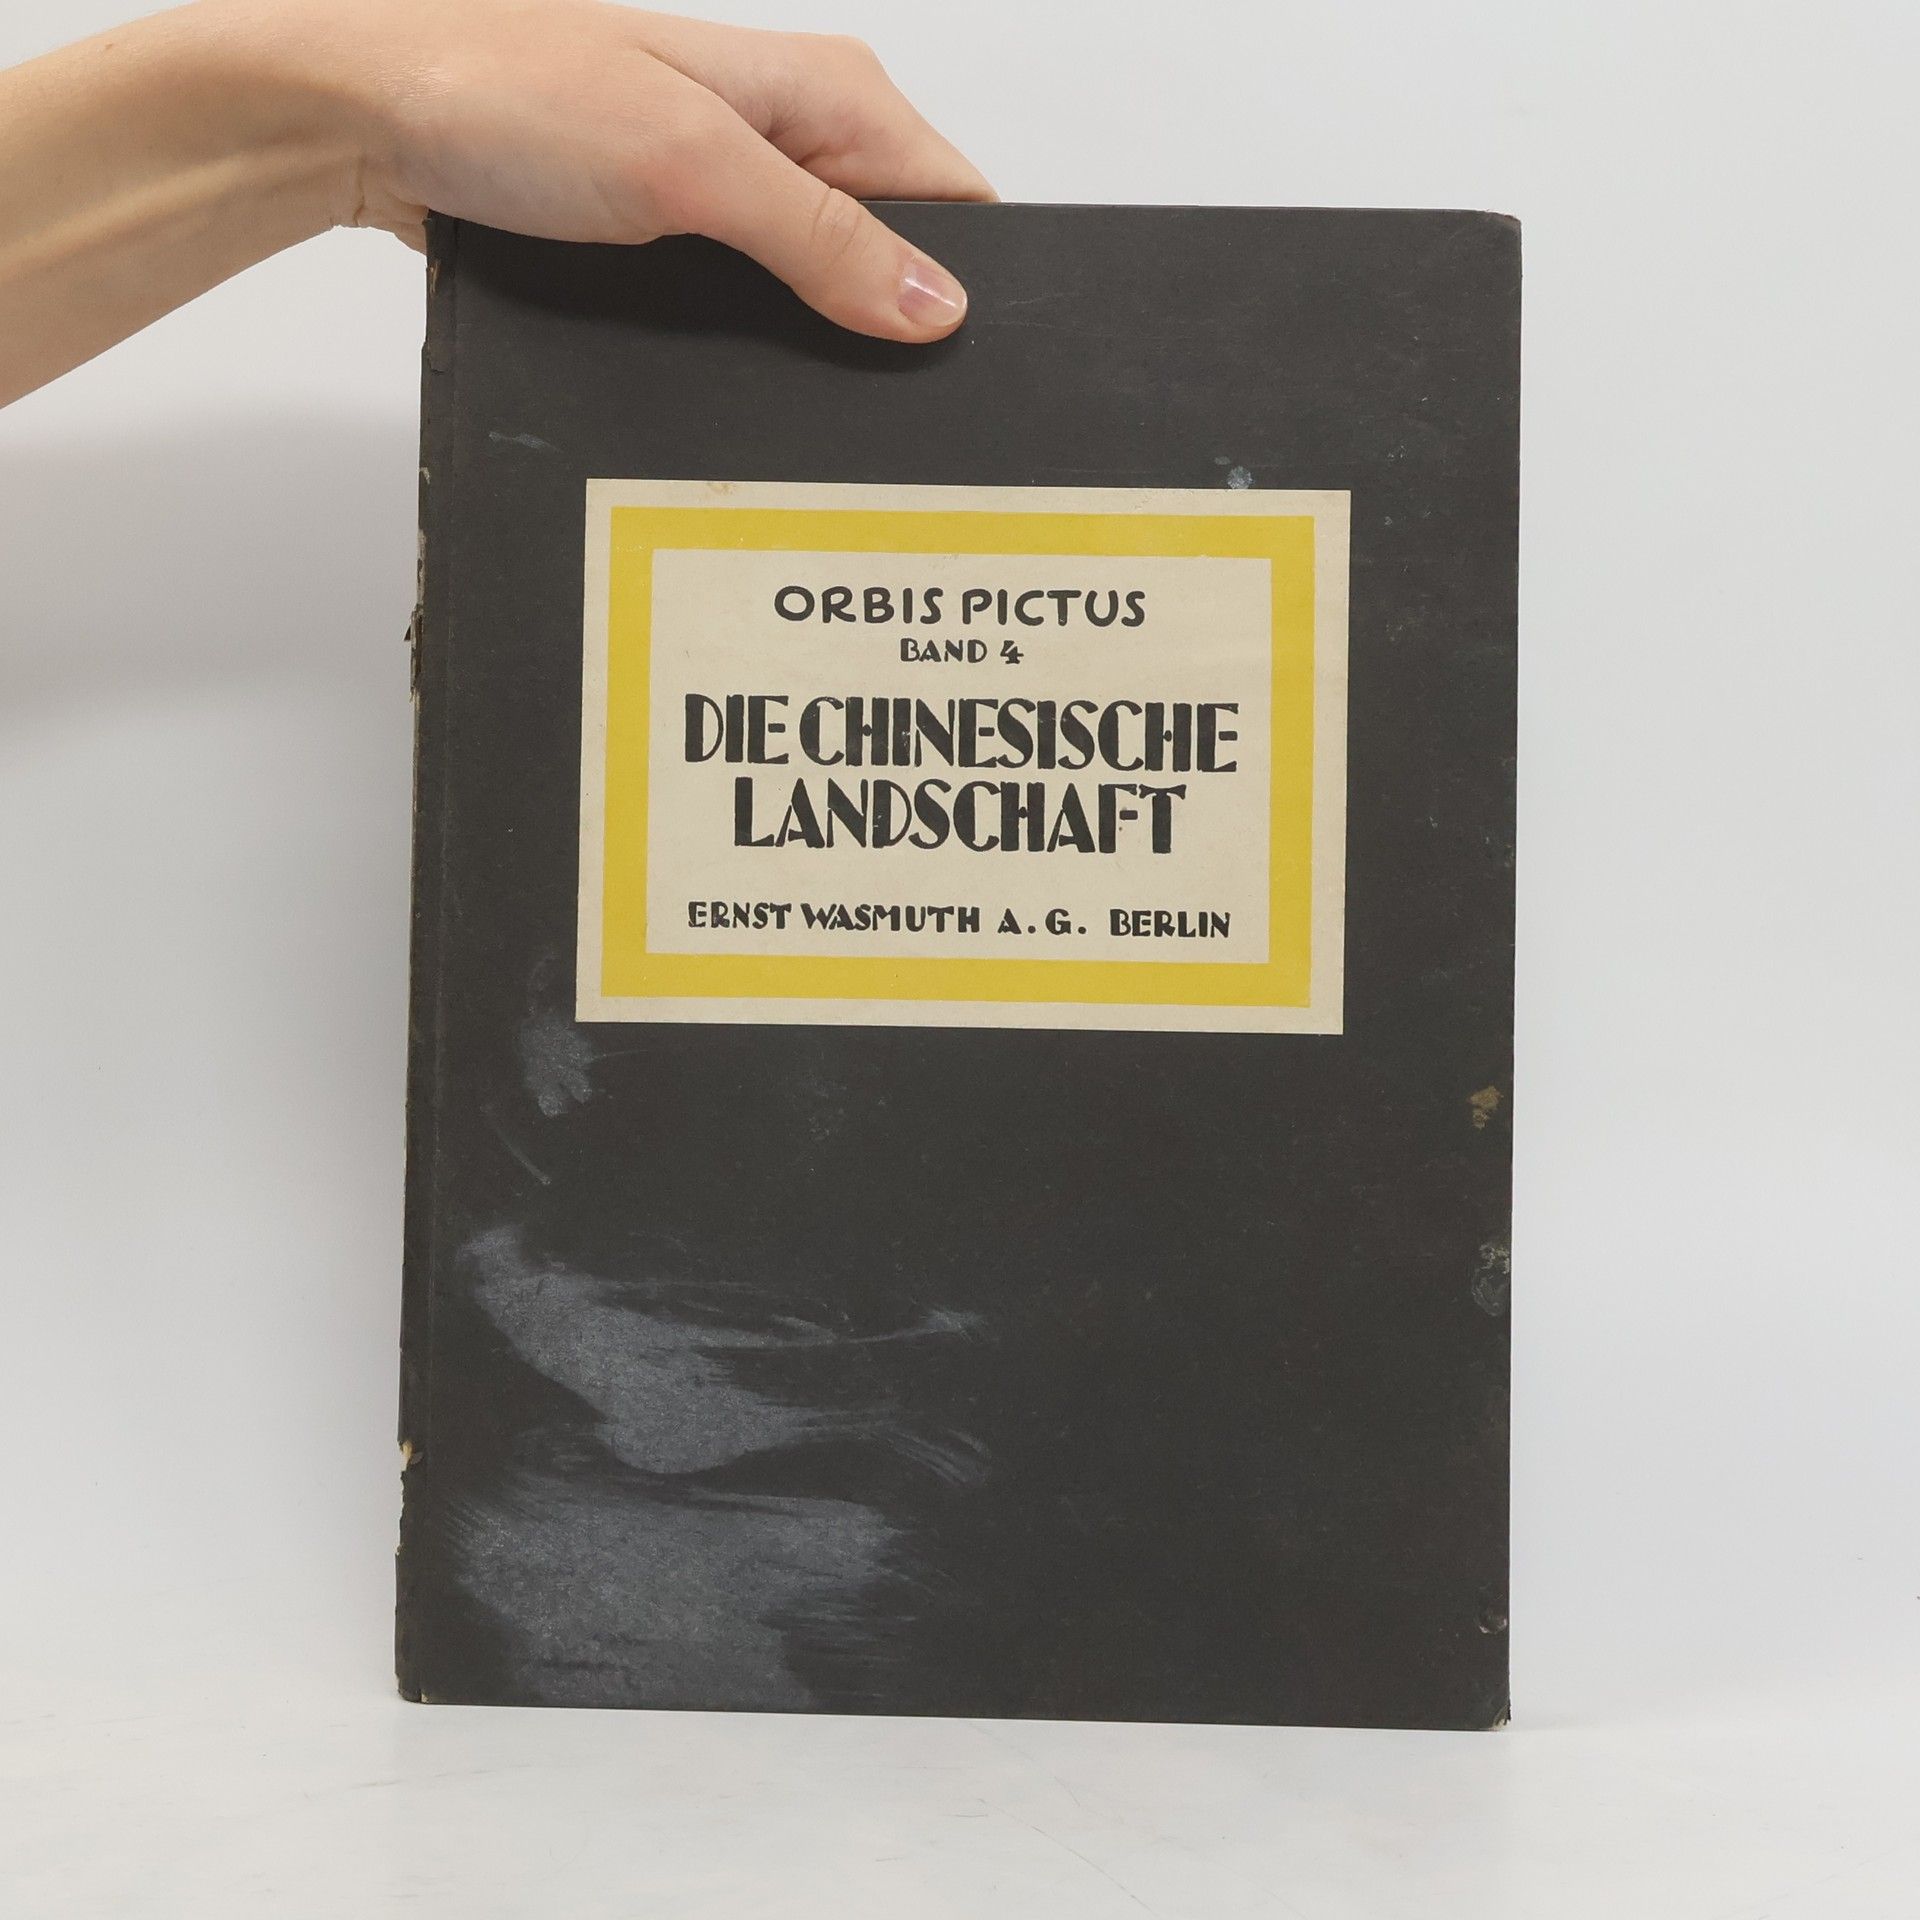 ORBIS PICTUS
BAND 4
DIE CHINESISCHE
LANDSCHAFT
ERNST WASMUTH A.G. BERLIN